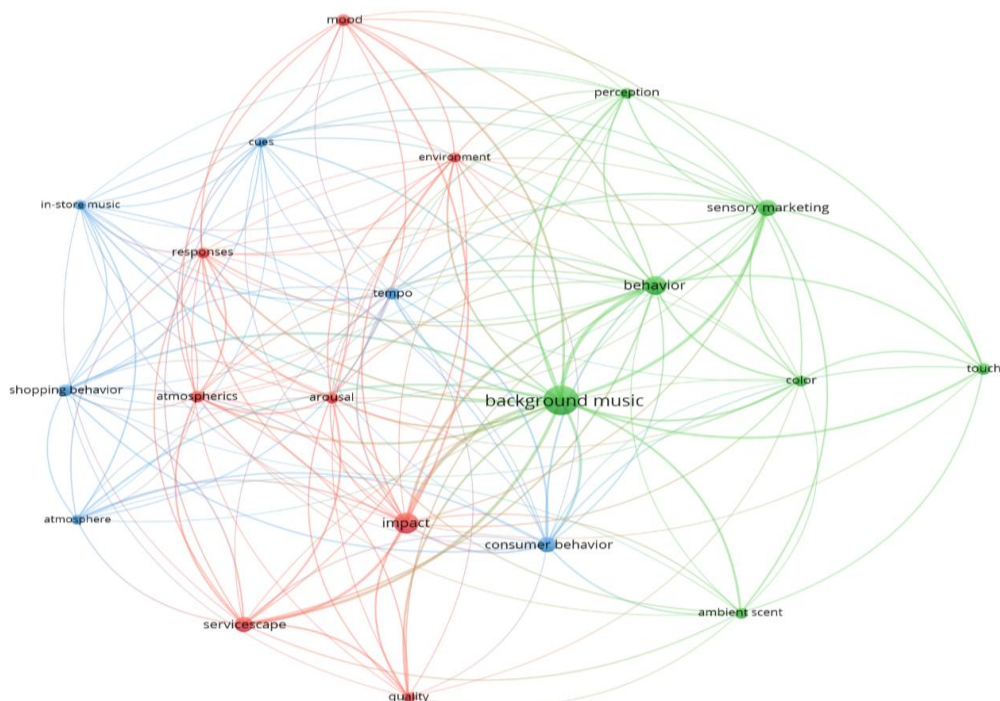 mood
perception
cues
environment
in-store music
sensory marketing
responses
behavior
tempo
touch
color
shopping behavior
atmospherics
arousal
background music
atmosphere
impact
consumer behavior
ambient scent
servicescape
quality